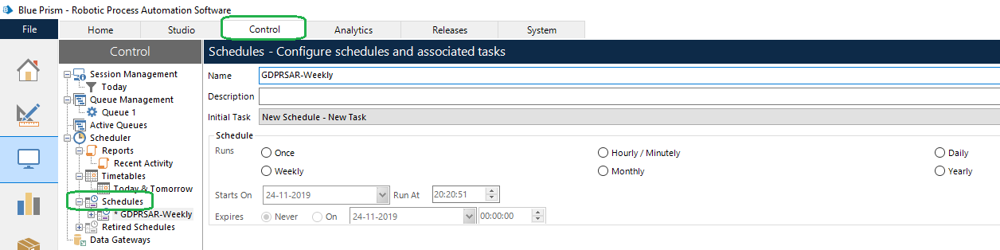 Blue Prism - Robotic Process Automation Software
File Home Studio Control Analytics Releases System
Control
Session Management
Today
Queue Management
Queue 1
Active Queues
Scheduler
Reports
Recent Activity
Timetables
Today & Tomorrow
Schedules
* GDPRSAR-Weekly
Retired Schedules
Data Gateways
Schedules - Configure schedules and associated tasks
Name GDPRSAR-Weekly
Description
Initial Task New Schedule - New Task
Schedule
Runs Once Hourly / Minutely Daily
Weekly Monthly Yearly
Starts On 24-11-2019 Run At 20:20:51
Expires Never On 24-11-2019 00:00:00